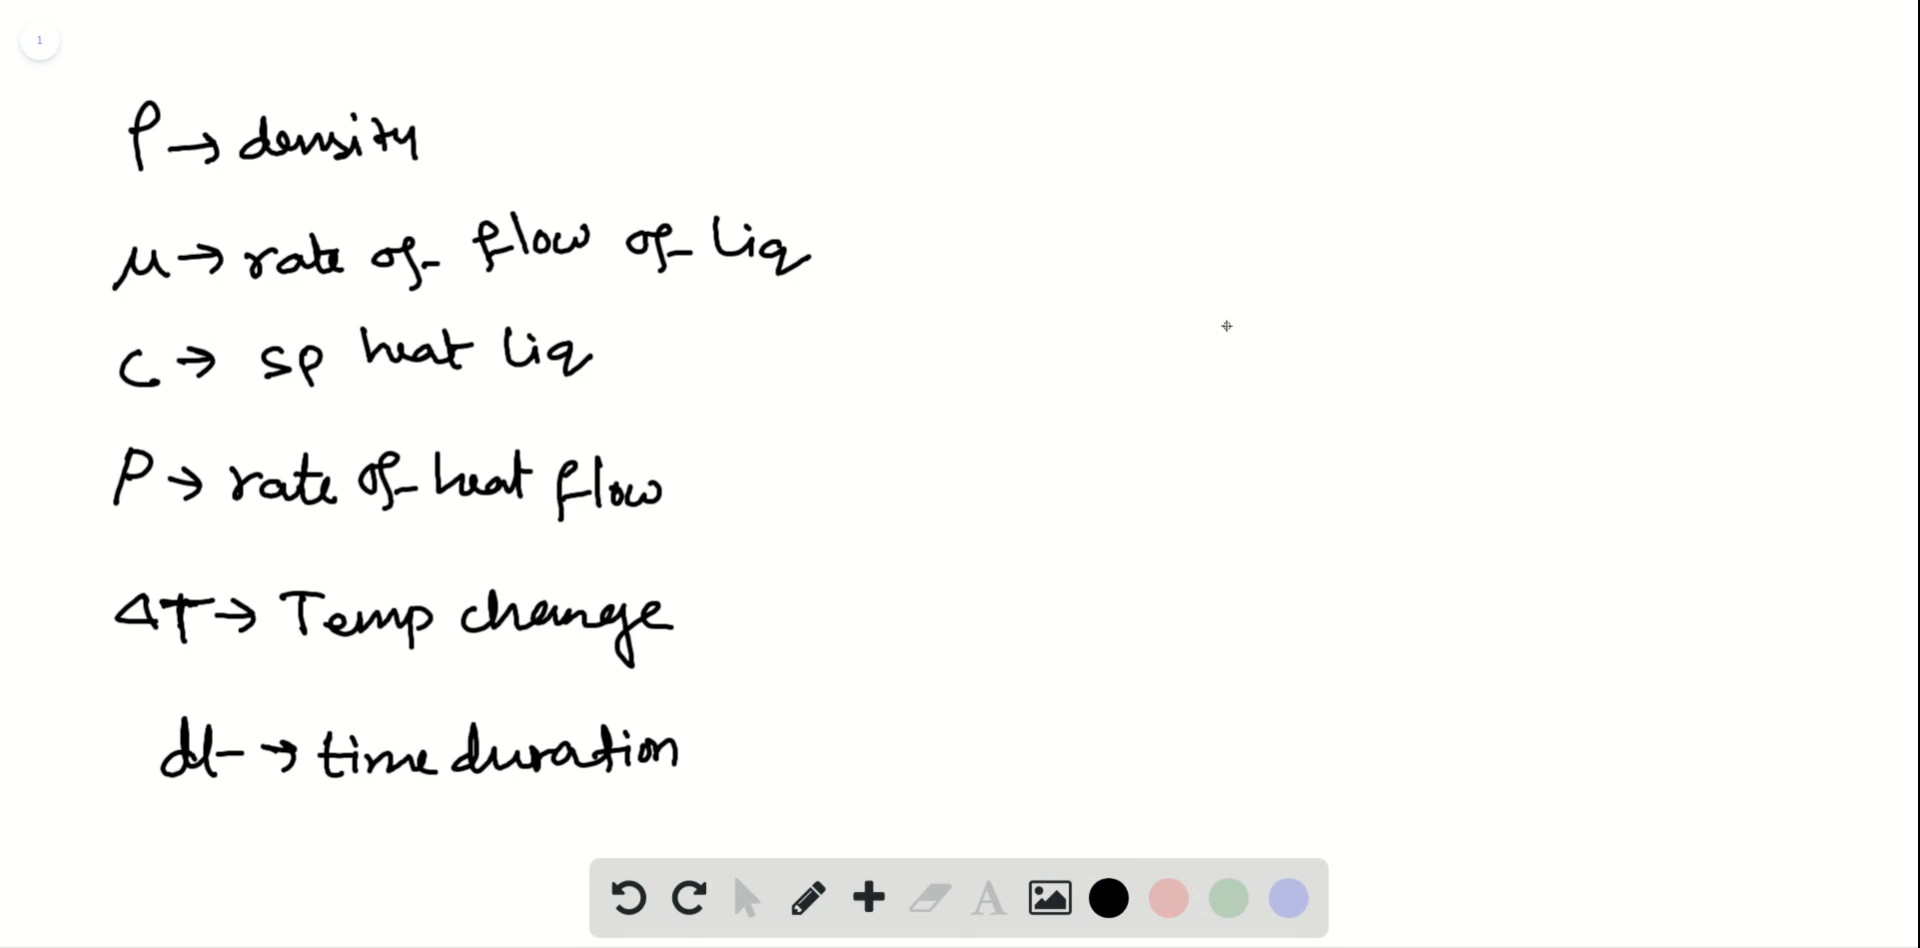 1
ρ → density
μ → rate of flow of Liq
C → sp heat Liq
P → rate of heat flow
ΔT → Temp change
dt → time duration
A